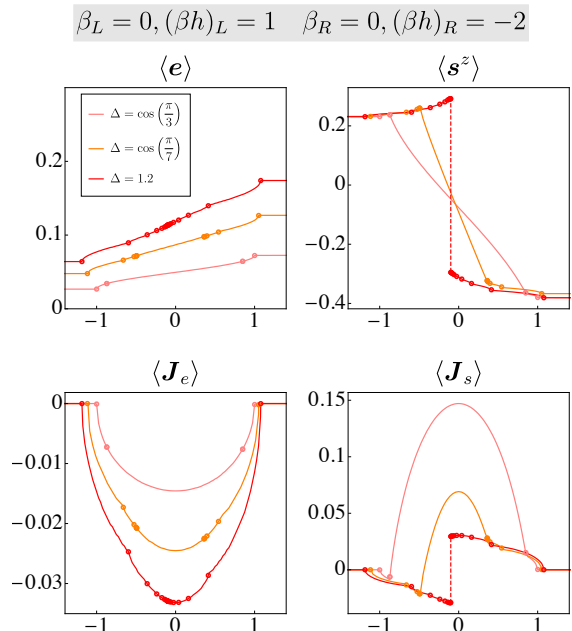 β_L = 0, (βh)_L = 1 β_R = 0, (βh)_R = −2
⟨e⟩
⟨s^z⟩
Δ = cos(π/3)
Δ = cos(π/7)
Δ = 1.2
0.2
0.1
0
−1 0 1
0.2
0
−0.2
−0.4
−1 0 1
⟨J_e⟩
⟨J_s⟩
0
−0.01
−0.02
−0.03
−1 0 1
0.15
0.1
0.05
0
−1 0 1